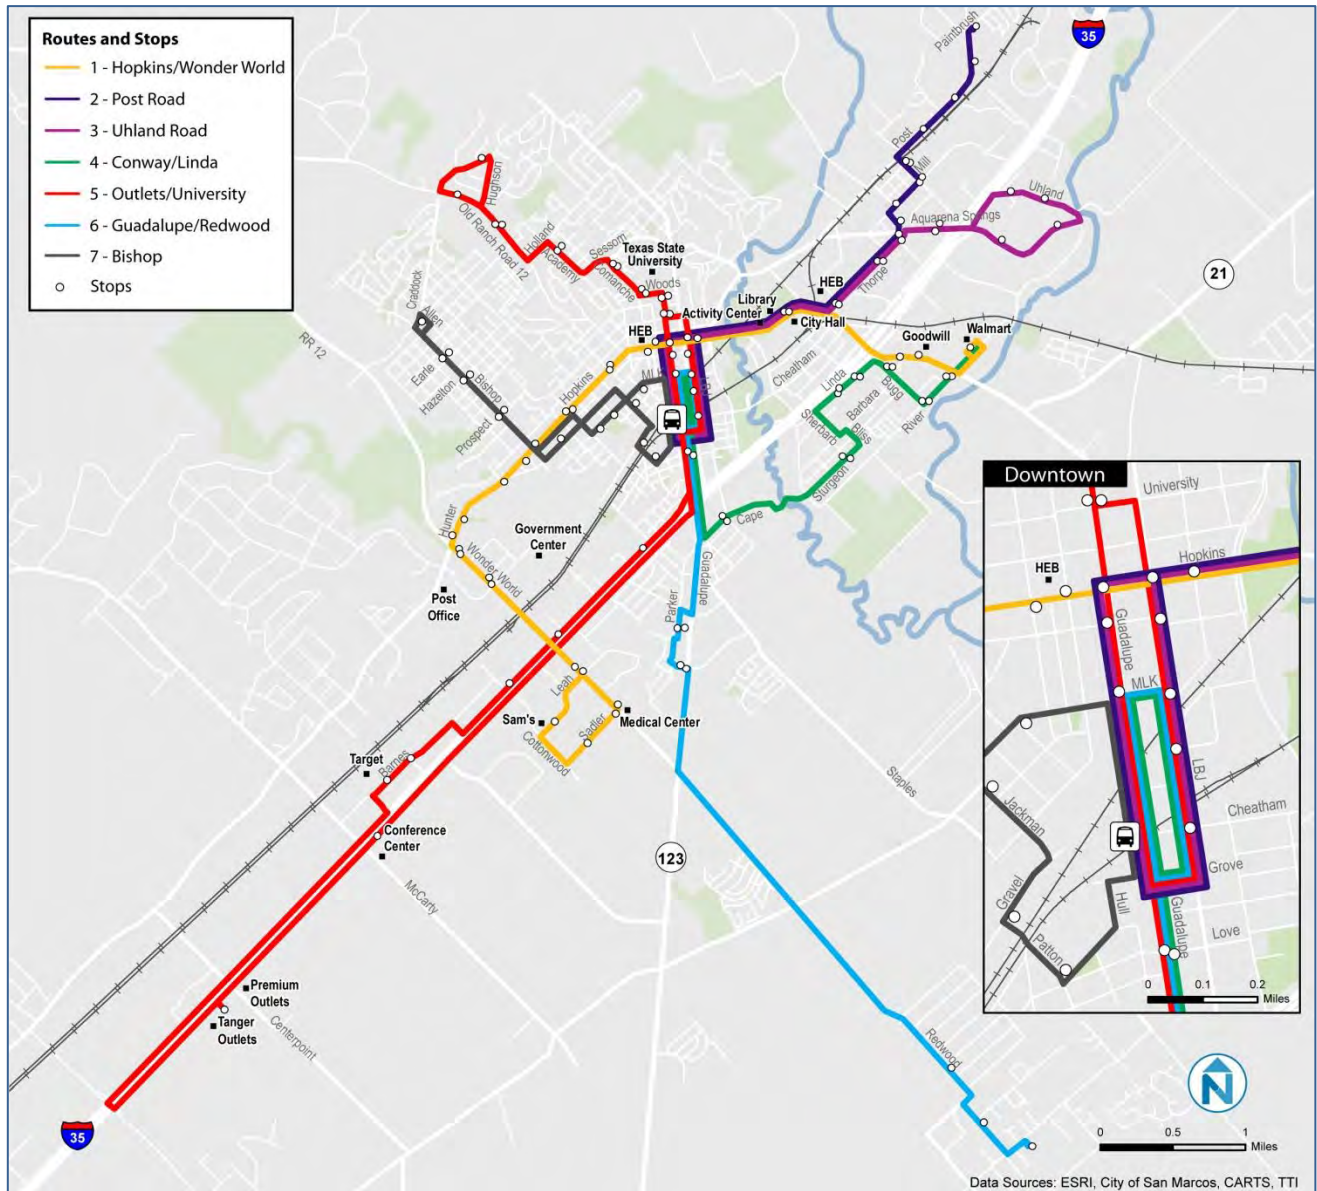 Routes and Stops
1 - Hopkins/Wonder World
2 - Post Road
3 - Uhland Road
4 - Conway/Linda
5 - Outlets/University
6 - Guadalupe/Redwood
7 - Bishop
Stops
35
Paintbrush
Post
Mill
Uhland
Aquarena Springs
21
Hughson
Old Ranch Road 12
Holland
Academy
Sessom
Comanche
Texas State
University
Woods
HEB
Thorpe
Library
Activity Center
City Hall
Craddock
Allen
RR 12
HEB
Goodwill
Walmart
Cheatham
MLK
LBJ
Hopkins
Earle
Hazelton
Bishop
Prospect
Linda
Barbara
Bugg
River
Sherbarb
Bliss
Sturgeon
Cape
Hunter
Wonder World
Government
Center
Post
Office
Guadalupe
Parker
Leah
Sam's
Cottonwood
Sadler
Medical Center
Target
Barnes
Conference
Center
McCarty
Staples
123
Premium
Outlets
Tanger
Outlets
Centerpoint
35
Redwood
Downtown
University
Hopkins
HEB
Guadalupe
MLK
LBJ
Jackman
Cheatham
Grove
Gravel
Hull
Guadalupe
Love
Patton
0 0.1 0.2
Miles
N
0 0.5 1
Miles
Data Sources: ESRI, City of San Marcos, CARTS, TTI